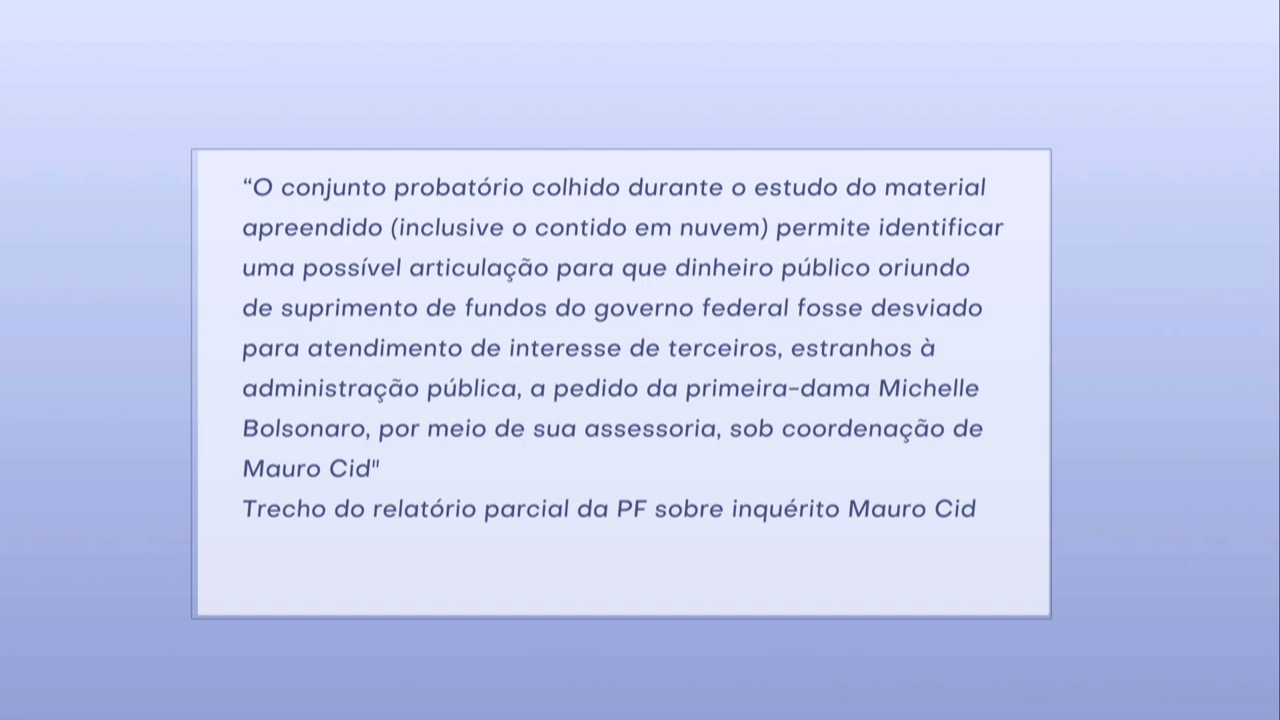 “O conjunto probatório colhido durante o estudo do material
apreendido (inclusive o contido em nuvem) permite identificar
uma possível articulação para que dinheiro público oriundo
de suprimento de fundos do governo federal fosse desviado
para atendimento de interesse de terceiros, estranhos à
administração pública, a pedido da primeira-dama Michelle
Bolsonaro, por meio de sua assessoria, sob coordenação de
Mauro Cid"
Trecho do relatório parcial da PF sobre inquérito Mauro Cid